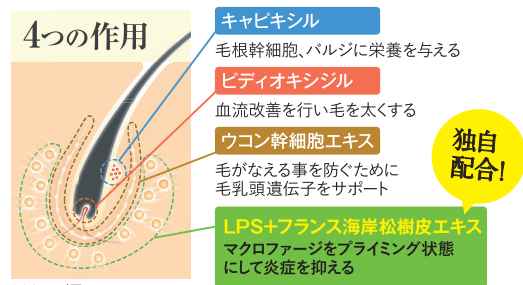 4つの作用
キャピキシル
毛根幹細胞、バルジに栄養を与える
ピディオキシジル
血流改善を行い毛を太くする
ウコン幹細胞エキス
毛がなえる事を防ぐために
毛乳頭遺伝子をサポート
独自
配合!
LPS+フランス海岸松樹皮エキス
マクロファージをプライミング状態
にして炎症を抑える